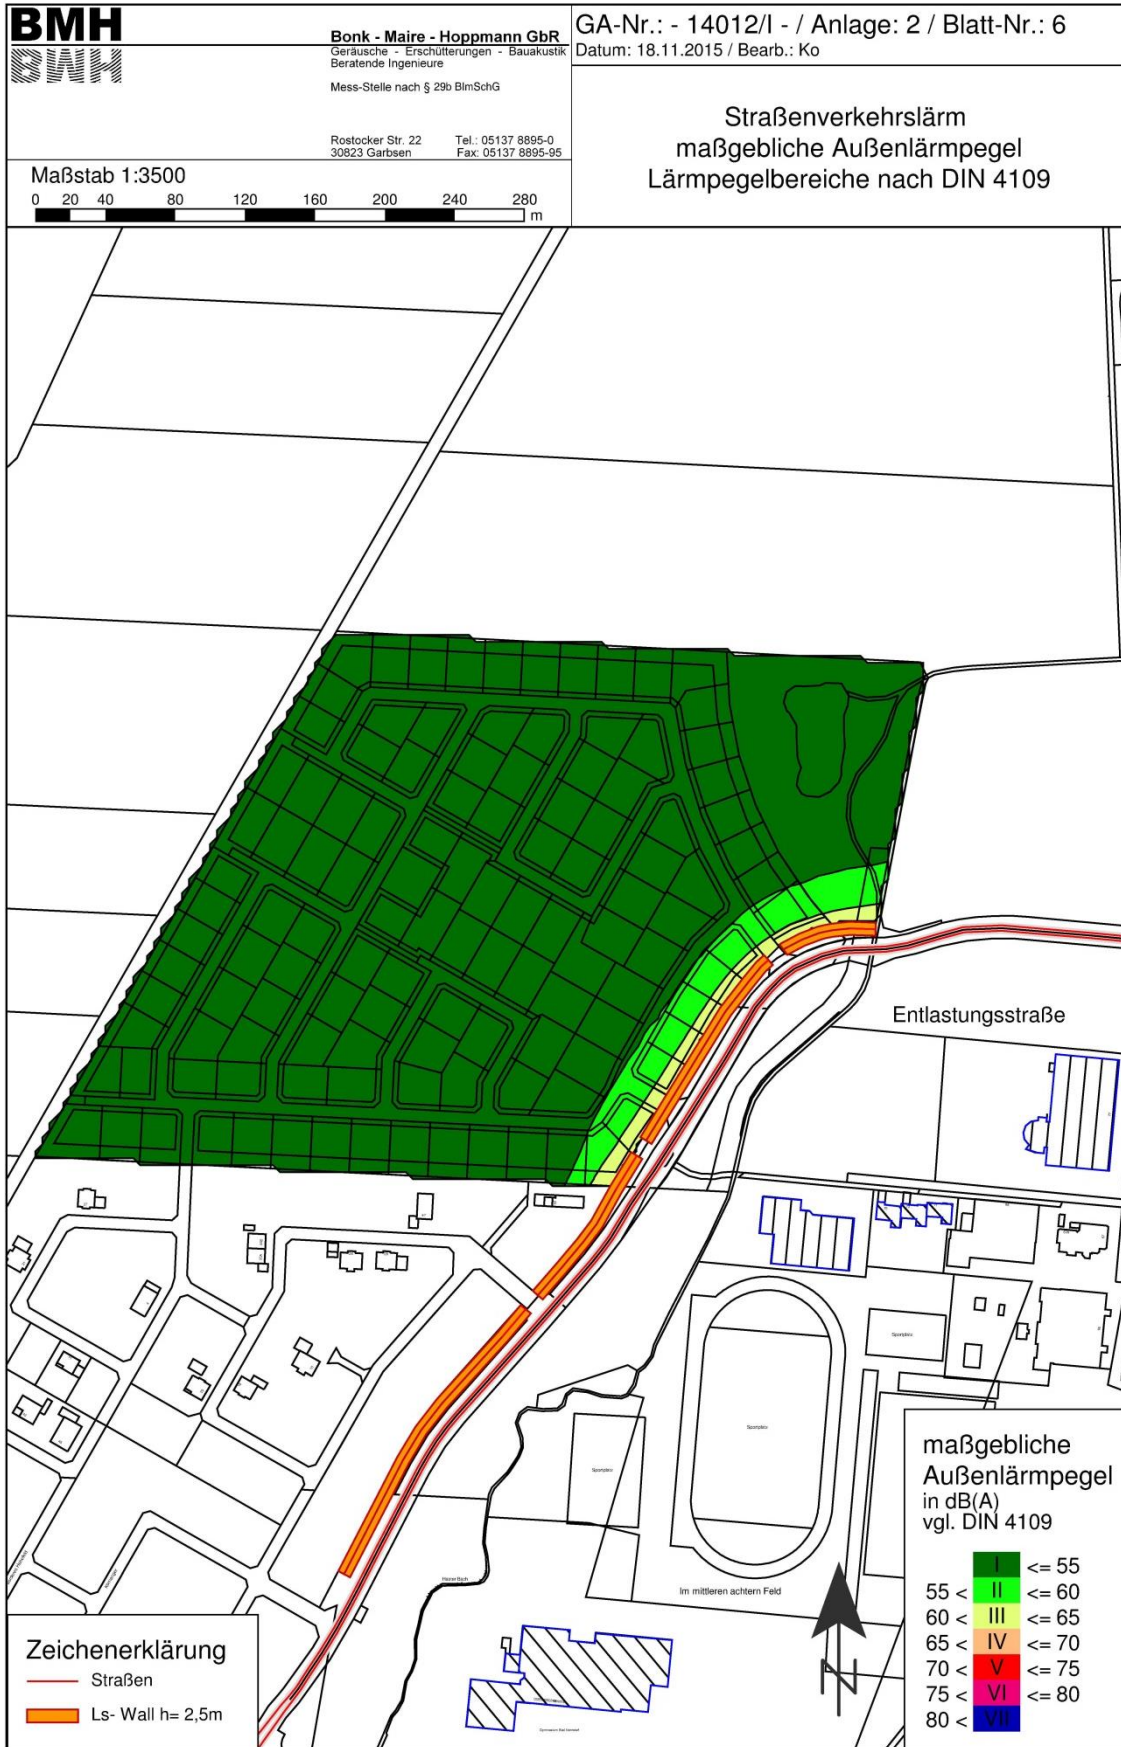 BMH
BMH
Bonk - Maire - Hoppmann GbR
Geräusche - Erschütterungen - Bauakustik
Beratende Ingenieure
Mess-Stelle nach § 29b BImSchG
Rostocker Str. 22 Tel.: 05137 8895-0
30823 Garbsen Fax: 05137 8895-95
GA-Nr.: - 14012/I - / Anlage: 2 / Blatt-Nr.: 6
Datum: 18.11.2015 / Bearb.: Ko
Straßenverkehrslärm
maßgebliche Außenlärmpegel
Lärmpegelbereiche nach DIN 4109
Maßstab 1:3500
0 20 40 80 120 160 200 240 280
m
Entlastungsstraße
Sportplatz
Sportplatz
Sportplatz
Im mittleren achtern Feld
maßgebliche
Außenlärmpegel
in dB(A)
vgl. DIN 4109
I <= 55
55 < II <= 60
60 < III <= 65
65 < IV <= 70
70 < V <= 75
75 < VI <= 80
80 < VII
N
Zeichenerklärung
Straßen
Ls- Wall h= 2,5m